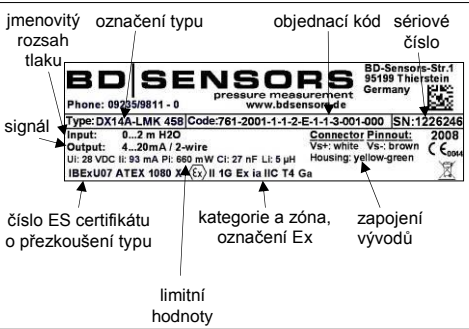 jmenovitý
rozsah
tlaku
označení typu
objednací kód
sériové
číslo
BD SENSORS
pressure measurement
BD-Sensors-Str.1
95199 Thierstein
Germany
Phone: 09235/9811 - 0
www.bdsensors.de
Type: DX14A-LMK 458 Code:761-2001-1-1-2-E-1-1-3-001-000 SN:1226246
signál
Input: 0...2 m H2O
Connector Pinout: 2008
Output: 4...20mA / 2-wire
Vs+: white Vs-: brown
CE0044
Ui: 28 VDC Ii: 93 mA Pi: 660 mW Ci: 27 nF Li: 5 µH
Housing: yellow-green
IBExU07 ATEX 1080 X Ex II 1G Ex ia IIC T4 Ga
číslo ES certifikátu
o přezkoušení typu
kategorie a zóna,
označení Ex
zapojení
vývodů
limitní
hodnoty